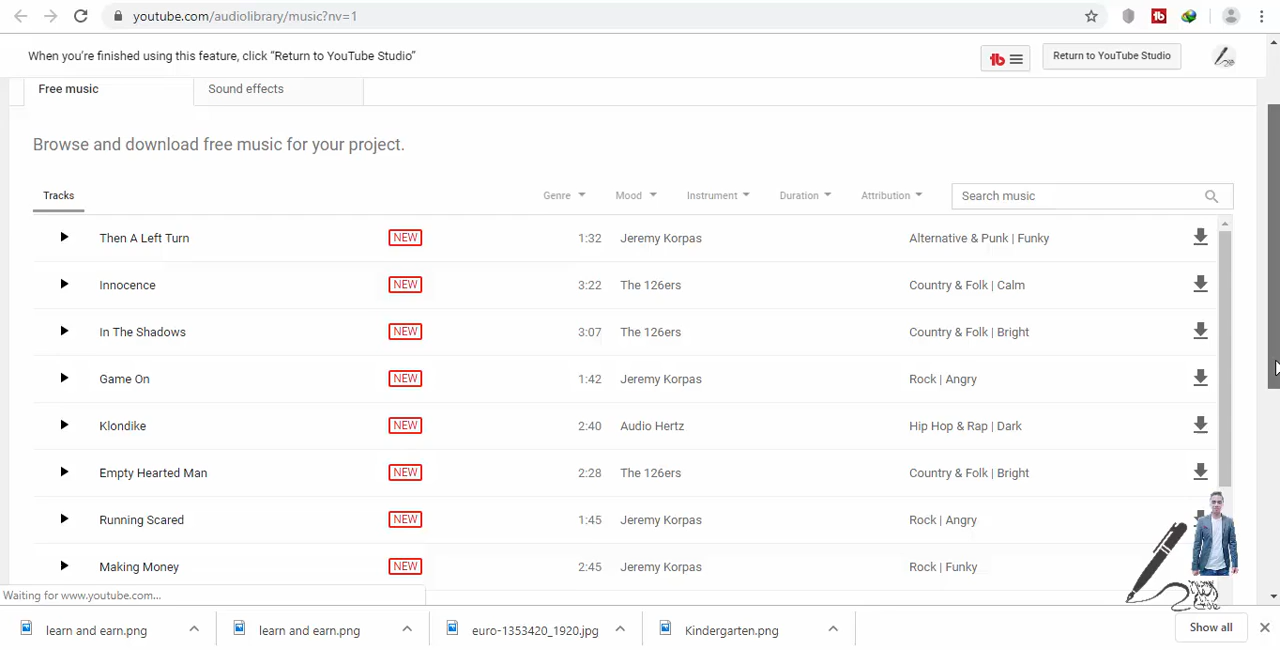 youtube.com/audiolibrary/music?nv=1
When you're finished using this feature, click “Return to YouTube Studio”
Return to YouTube Studio
Free music
Sound effects
Browse and download free music for your project.
Tracks Genre Mood Instrument Duration Attribution Search music
Then A Left Turn NEW 1:32 Jeremy Korpas Alternative & Punk | Funky
Innocence NEW 3:22 The 126ers Country & Folk | Calm
In The Shadows NEW 3:07 The 126ers Country & Folk | Bright
Game On NEW 1:42 Jeremy Korpas Rock | Angry
Klondike NEW 2:40 Audio Hertz Hip Hop & Rap | Dark
Empty Hearted Man NEW 2:28 The 126ers Country & Folk | Bright
Running Scared NEW 1:45 Jeremy Korpas Rock | Angry
Making Money NEW 2:45 Jeremy Korpas Rock | Funky
Waiting for www.youtube.com...
learn and earn.png learn and earn.png euro-1353420_1920.jpg Kindergarten.png Show all